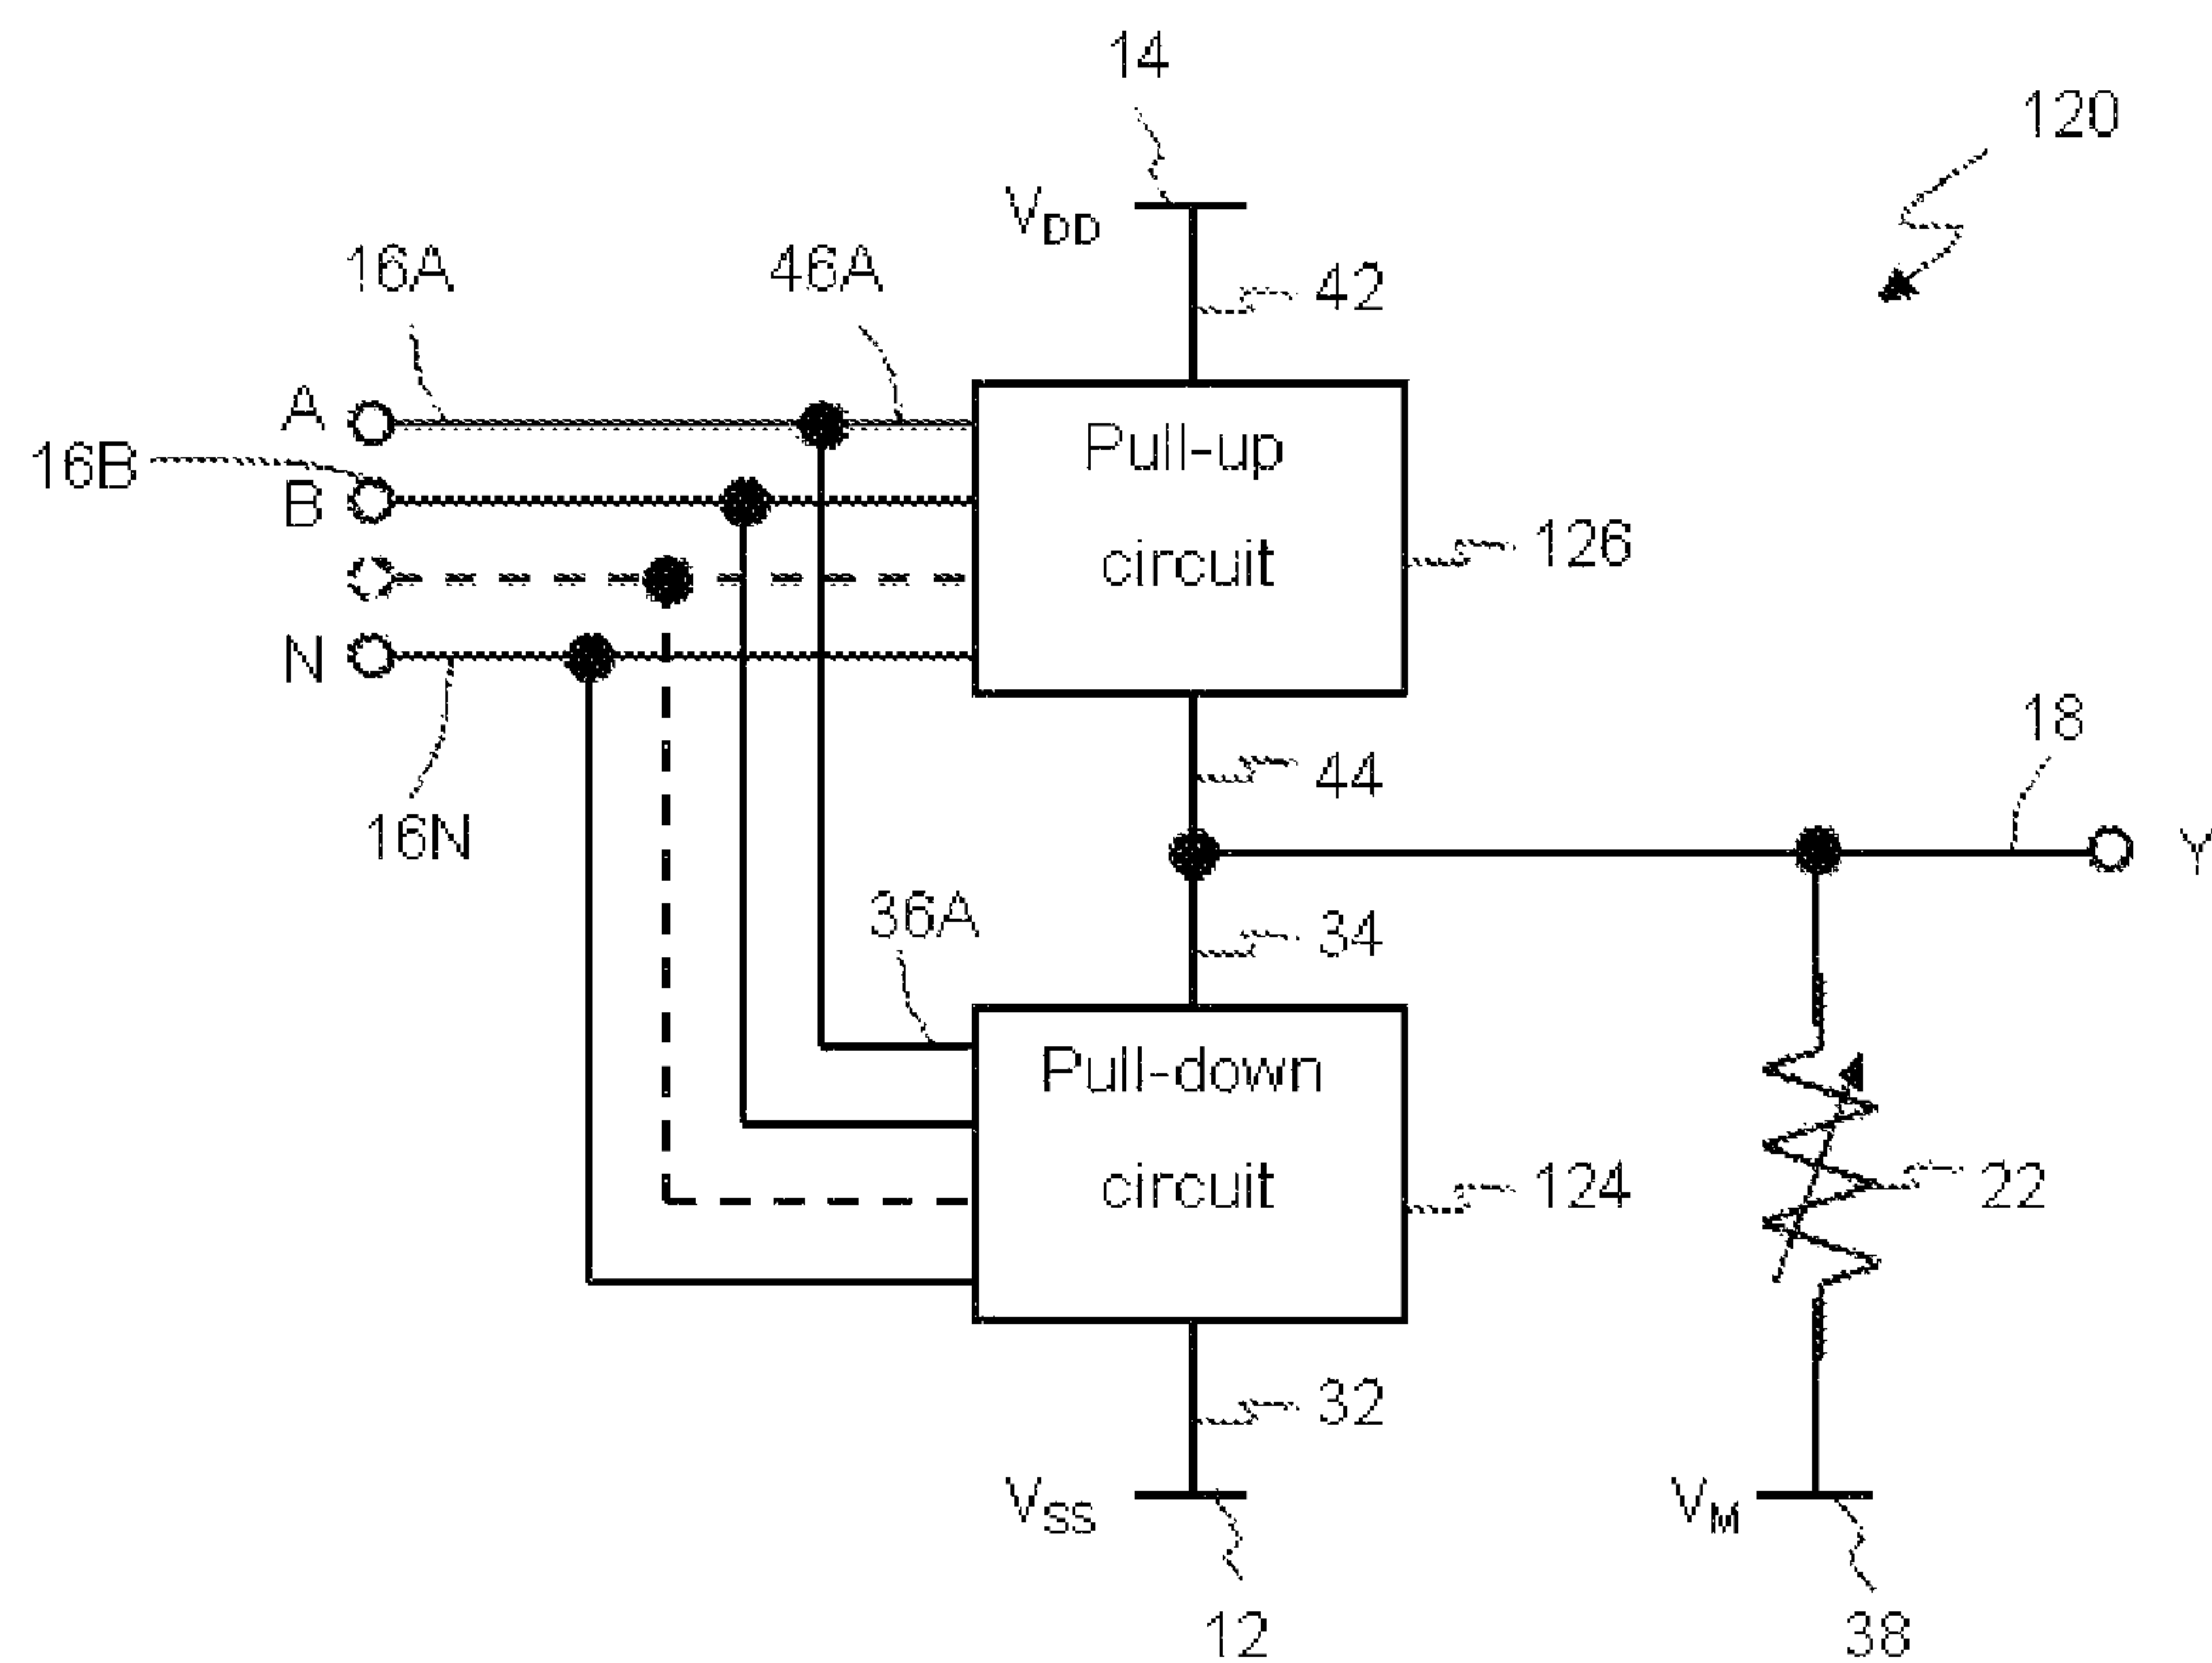 14
120
VDD
16A
46A
42
A
Pull-up
16B
B
circuit
126
N
18
44
16N
Y
36A
34
Pull-down
circuit
124
22
32
VSS
VM
12
38